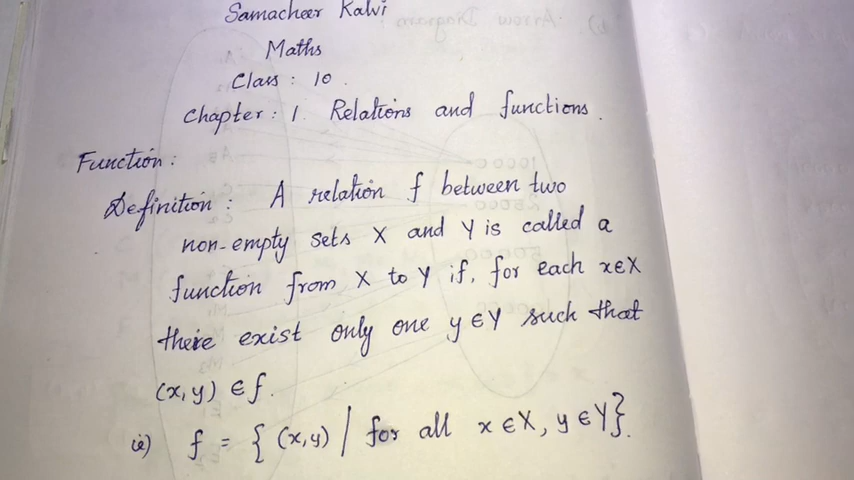 Samacheer Kalvi
Maths
Class : 10.
Chapter : 1. Relations and functions.
Function :
Definition : A relation f between two
non-empty sets X and Y is called a
function from X to Y if, for each x∈X
there exist only one y∈Y such that
(x,y) ∈ f.
ie) f = { (x,y) | for all x∈X, y∈Y}.